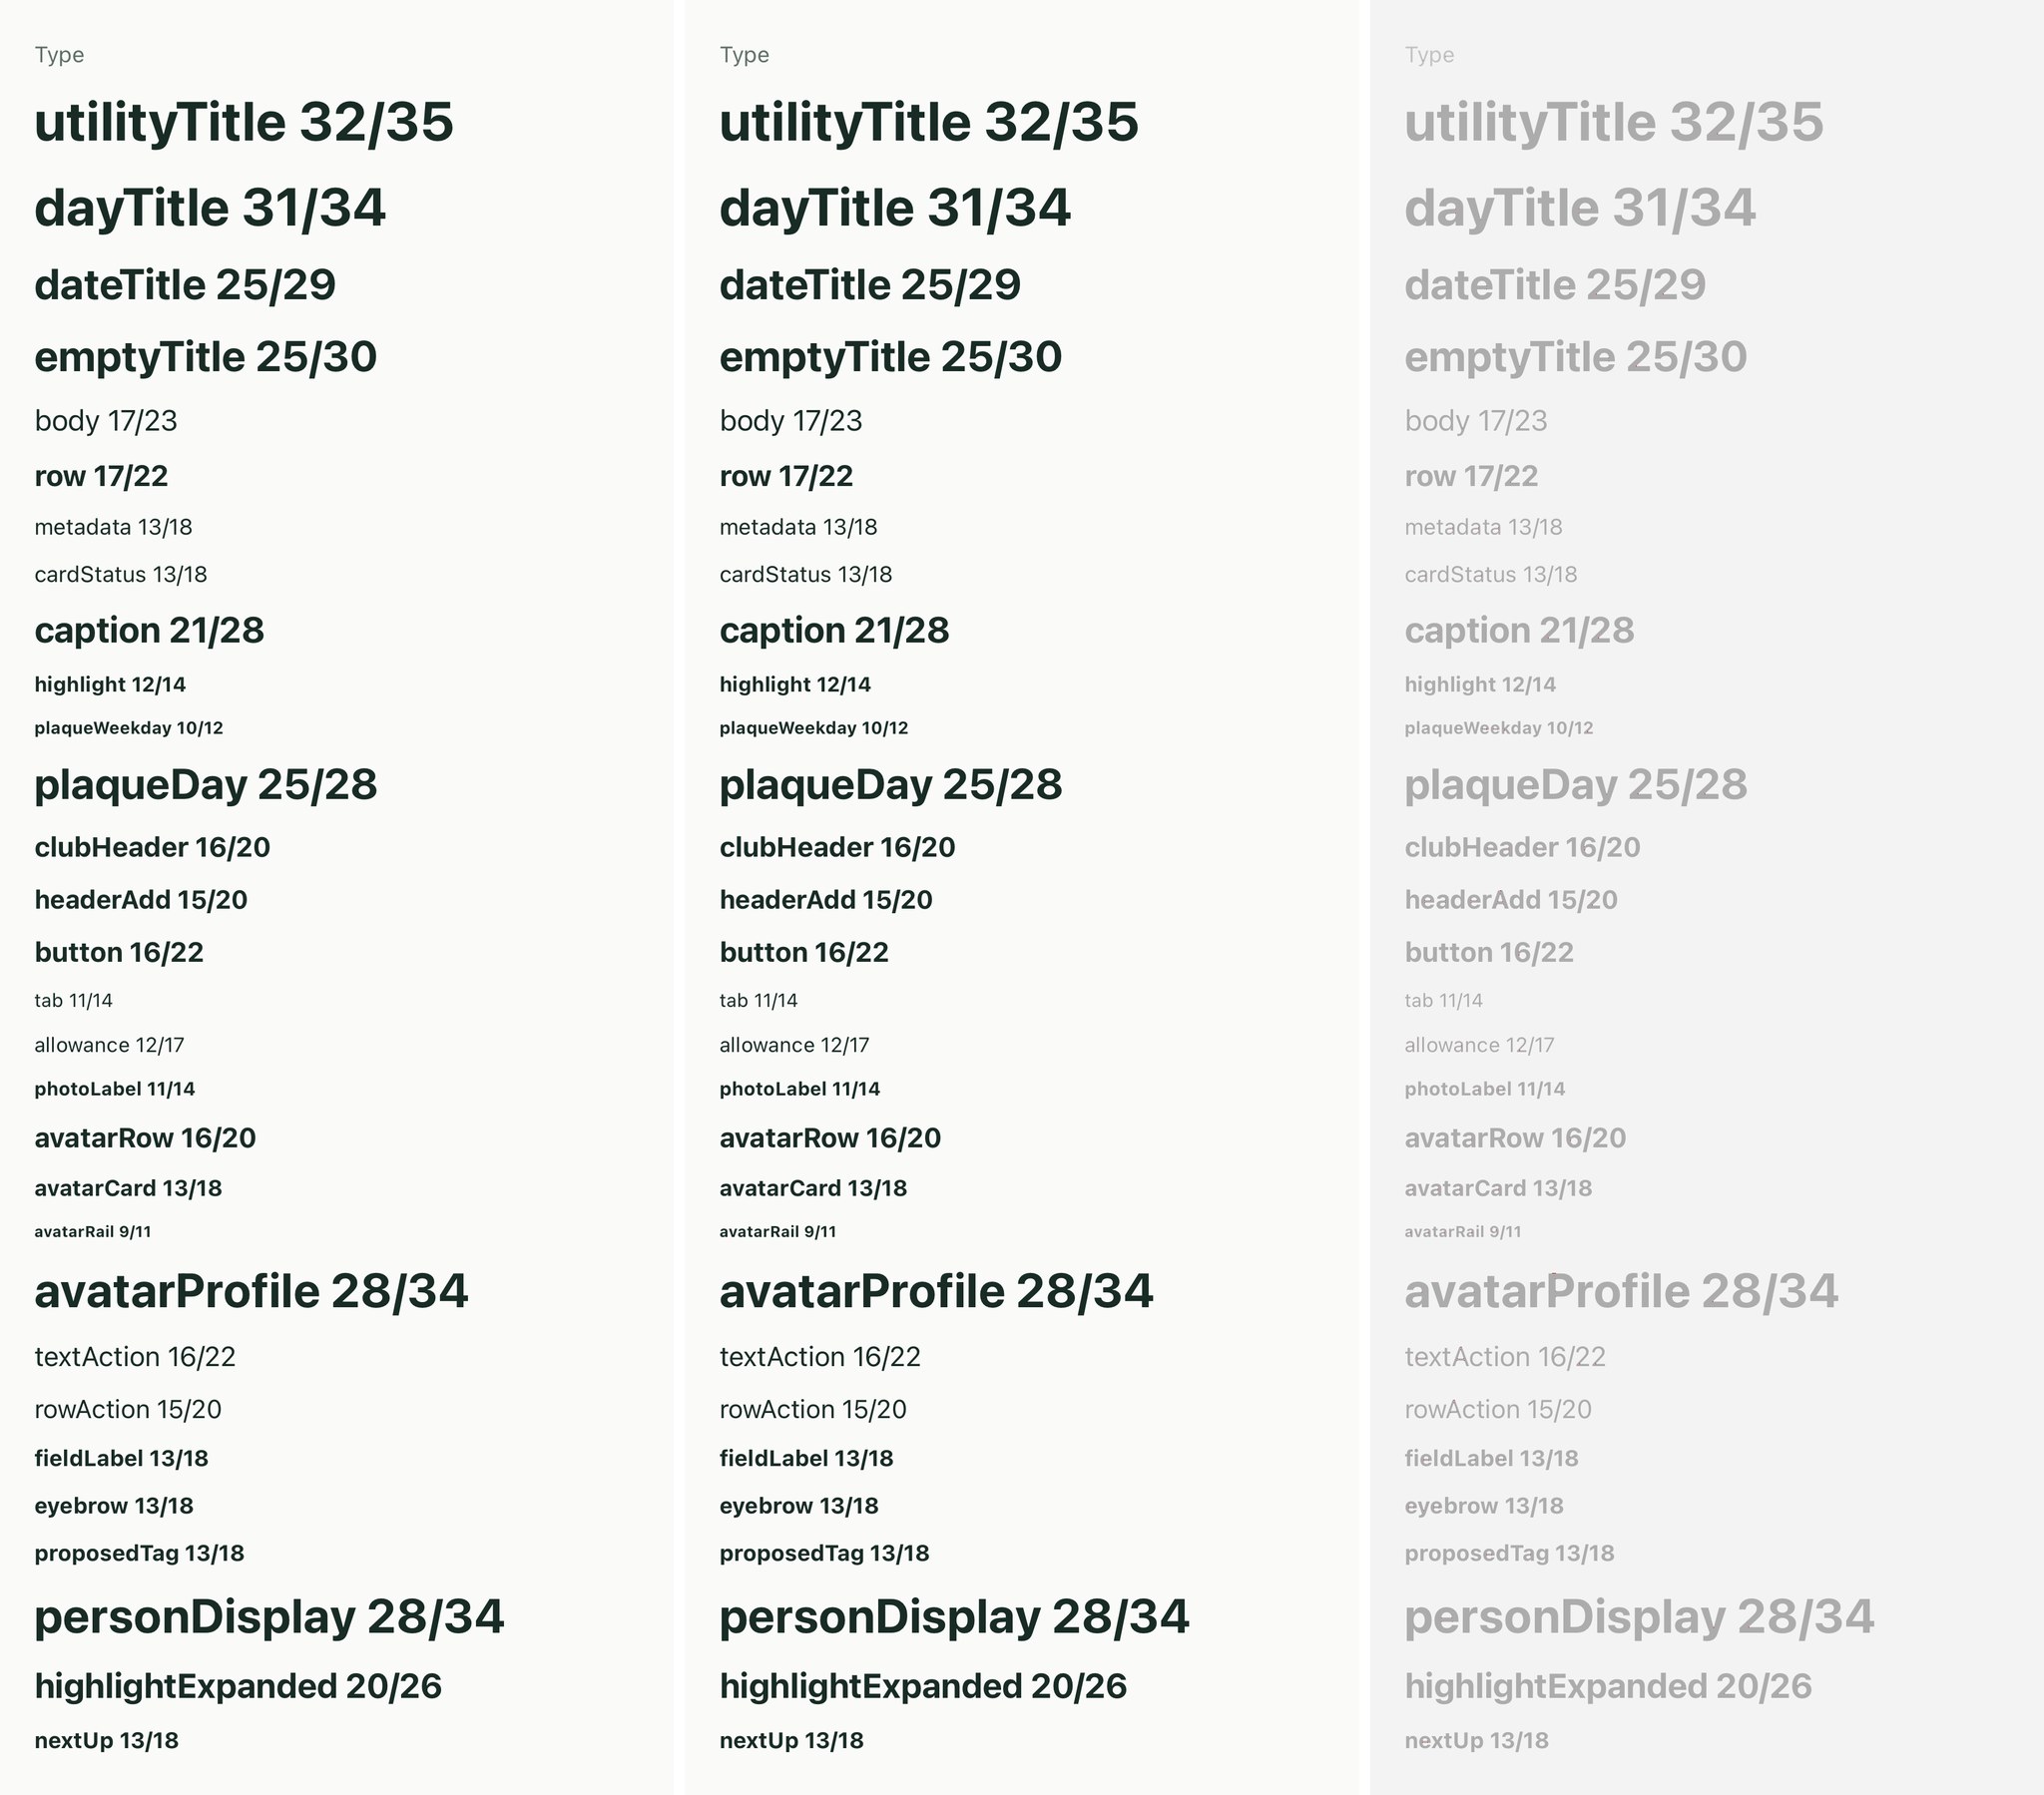 Type
utilityTitle 32/35
dayTitle 31/34
dateTitle 25/29
emptyTitle 25/30
body 17/23
row 17/22
metadata 13/18
cardStatus 13/18
caption 21/28
highlight 12/14
plaqueWeekday 10/12
plaqueDay 25/28
clubHeader 16/20
headerAdd 15/20
button 16/22
tab 11/14
allowance 12/17
photoLabel 11/14
avatarRow 16/20
avatarCard 13/18
avatarRail 9/11
avatarProfile 28/34
textAction 16/22
rowAction 15/20
fieldLabel 13/18
eyebrow 13/18
proposedTag 13/18
personDisplay 28/34
highlightExpanded 20/26
nextUp 13/18
Type
utilityTitle 32/35
dayTitle 31/34
dateTitle 25/29
emptyTitle 25/30
body 17/23
row 17/22
metadata 13/18
cardStatus 13/18
caption 21/28
highlight 12/14
plaqueWeekday 10/12
plaqueDay 25/28
clubHeader 16/20
headerAdd 15/20
button 16/22
tab 11/14
allowance 12/17
photoLabel 11/14
avatarRow 16/20
avatarCard 13/18
avatarRail 9/11
avatarProfile 28/34
textAction 16/22
rowAction 15/20
fieldLabel 13/18
eyebrow 13/18
proposedTag 13/18
personDisplay 28/34
highlightExpanded 20/26
nextUp 13/18
Type
utilityTitle 32/35
dayTitle 31/34
dateTitle 25/29
emptyTitle 25/30
body 17/23
row 17/22
metadata 13/18
cardStatus 13/18
caption 21/28
highlight 12/14
plaqueWeekday 10/12
plaqueDay 25/28
clubHeader 16/20
headerAdd 15/20
button 16/22
tab 11/14
allowance 12/17
photoLabel 11/14
avatarRow 16/20
avatarCard 13/18
avatarRail 9/11
avatarProfile 28/34
textAction 16/22
rowAction 15/20
fieldLabel 13/18
eyebrow 13/18
proposedTag 13/18
personDisplay 28/34
highlightExpanded 20/26
nextUp 13/18